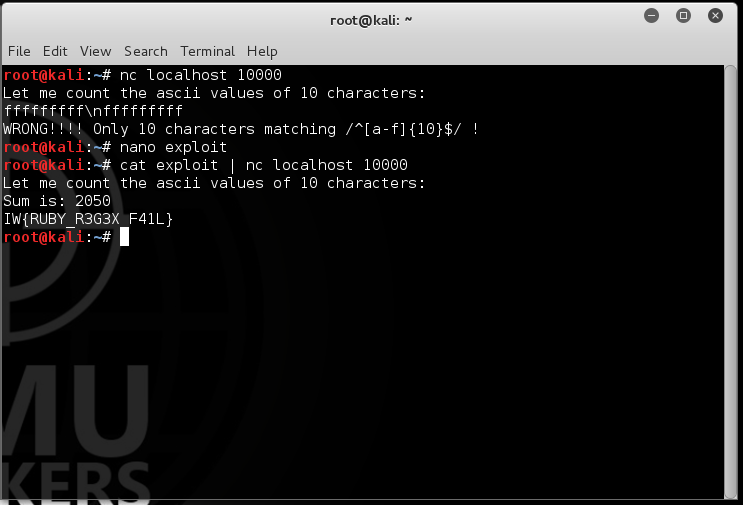 root@kali: ~
File Edit View Search Terminal Help
root@kali:~# nc localhost 10000
Let me count the ascii values of 10 characters:
fffffffff\nfffffffff
WRONG!!!! Only 10 characters matching /^[a-f]{10}$/ !
root@kali:~# nano exploit
root@kali:~# cat exploit | nc localhost 10000
Let me count the ascii values of 10 characters:
Sum is: 2050
IW{RUBY_R3G3X_F41L}
root@kali:~#
MU
KERS